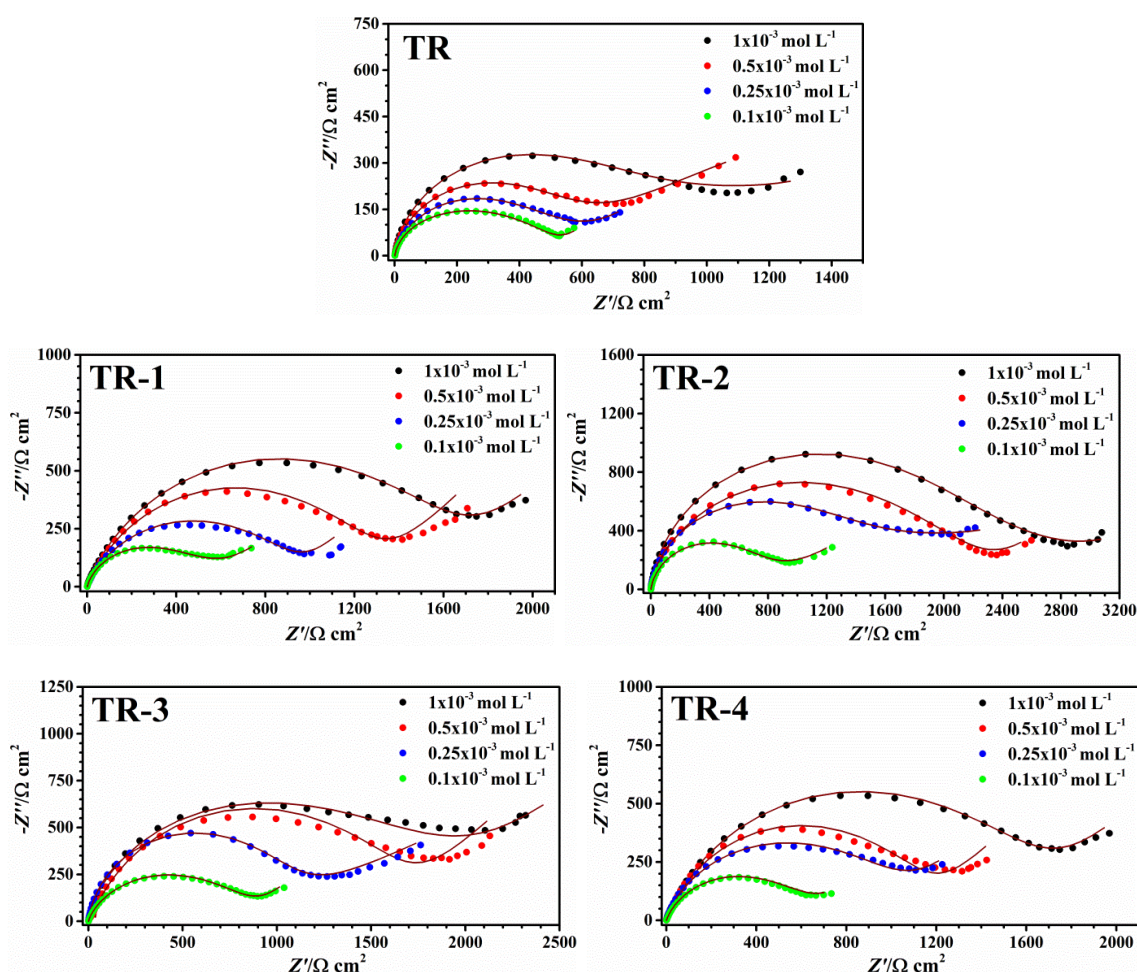 TR
1x10⁻³ mol L⁻¹
0.5x10⁻³ mol L⁻¹
0.25x10⁻³ mol L⁻¹
0.1x10⁻³ mol L⁻¹
-Z''/Ω cm²
750
600
450
300
150
0
0 200 400 600 800 1000 1200 1400
Z'/Ω cm²
TR-1
1x10⁻³ mol L⁻¹
0.5x10⁻³ mol L⁻¹
0.25x10⁻³ mol L⁻¹
0.1x10⁻³ mol L⁻¹
-Z''/Ω cm²
1000
750
500
250
0
0 400 800 1200 1600 2000
Z'/Ω cm²
TR-2
1x10⁻³ mol L⁻¹
0.5x10⁻³ mol L⁻¹
0.25x10⁻³ mol L⁻¹
0.1x10⁻³ mol L⁻¹
-Z''/Ω cm²
1600
1200
800
400
0
0 400 800 1200 1600 2000 2400 2800 3200
Z'/Ω cm²
TR-3
1x10⁻³ mol L⁻¹
0.5x10⁻³ mol L⁻¹
0.25x10⁻³ mol L⁻¹
0.1x10⁻³ mol L⁻¹
-Z''/Ω cm²
1250
1000
750
500
250
0
0 500 1000 1500 2000 2500
Z'/Ω cm²
TR-4
1x10⁻³ mol L⁻¹
0.5x10⁻³ mol L⁻¹
0.25x10⁻³ mol L⁻¹
0.1x10⁻³ mol L⁻¹
-Z''/Ω cm²
1000
750
500
250
0
0 400 800 1200 1600 2000
Z'/Ω cm²